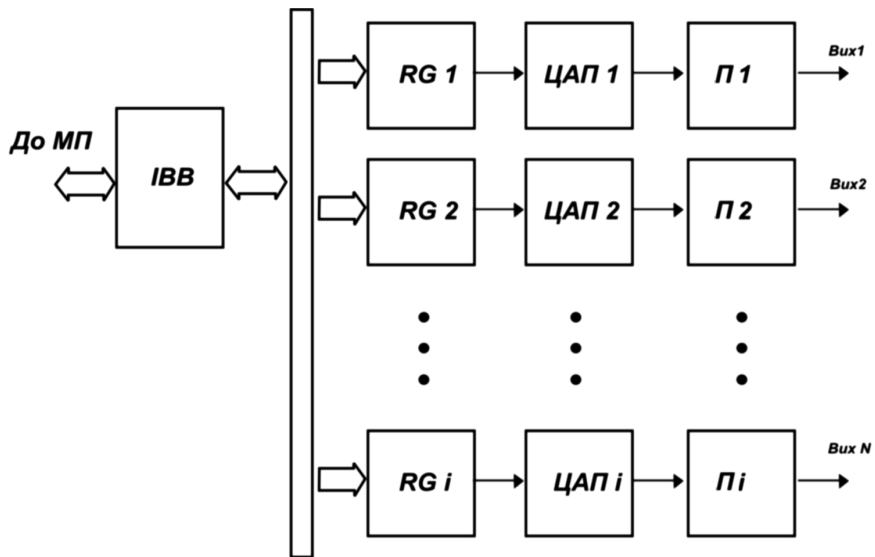 До МП
ІВВ
RG 1
ЦАП 1
П 1
Вих1
RG 2
ЦАП 2
П 2
Вих2
RG i
ЦАП i
П i
Вих N